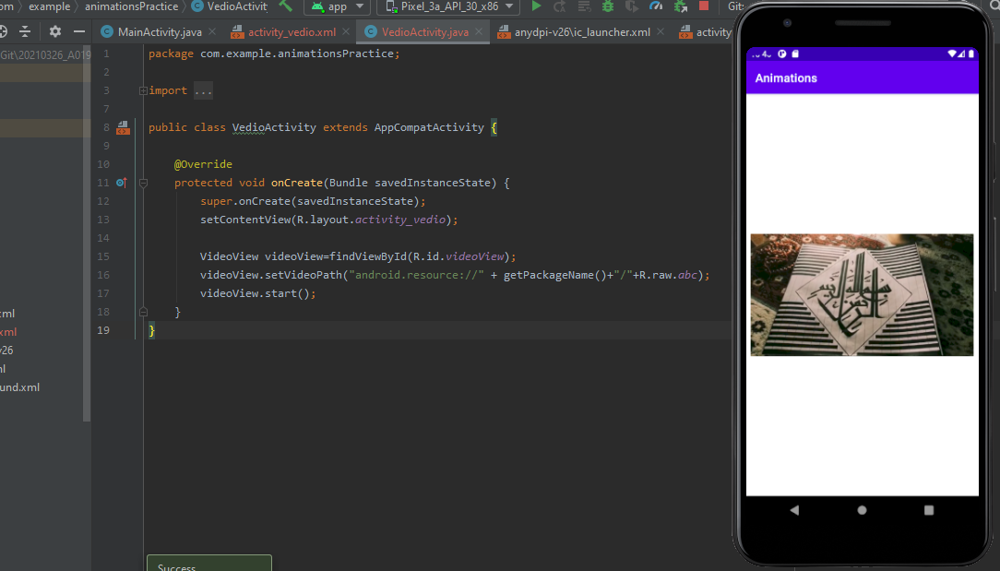 om
example
animationsPractice
VedioActivit
app
Pixel_3a_API_30_x86
Git:
MainActivity.java
activity_vedio.xml
VedioActivity.java
anydpi-v26\ic_launcher.xml
activity
Git\20210326_A019
1 package com.example.animationsPractice;
2
3 import ...
7
8 public class VedioActivity extends AppCompatActivity {
9
10 @Override
11 protected void onCreate(Bundle savedInstanceState) {
12 super.onCreate(savedInstanceState);
13 setContentView(R.layout.activity_vedio);
14
15 VideoView videoView=findViewById(R.id.videoView);
16 videoView.setVideoPath("android.resource://" + getPackageName()+"/"+R.raw.abc);
17 videoView.start();
18 }
19 }
xml
xml
v26
ml
und.xml
Success
Animations
بسم الله الرحمن الرحيم